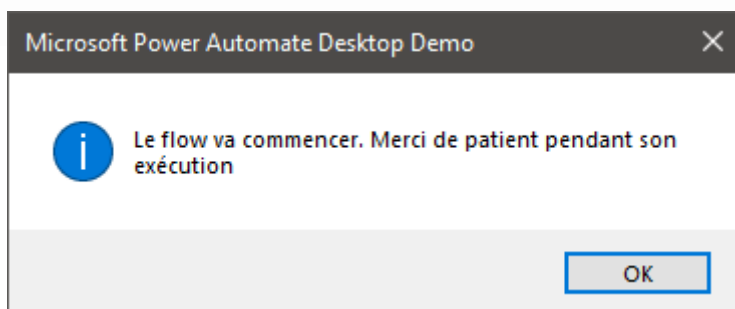 Microsoft Power Automate Desktop Demo
Le flow va commencer. Merci de patient pendant son
exécution
OK